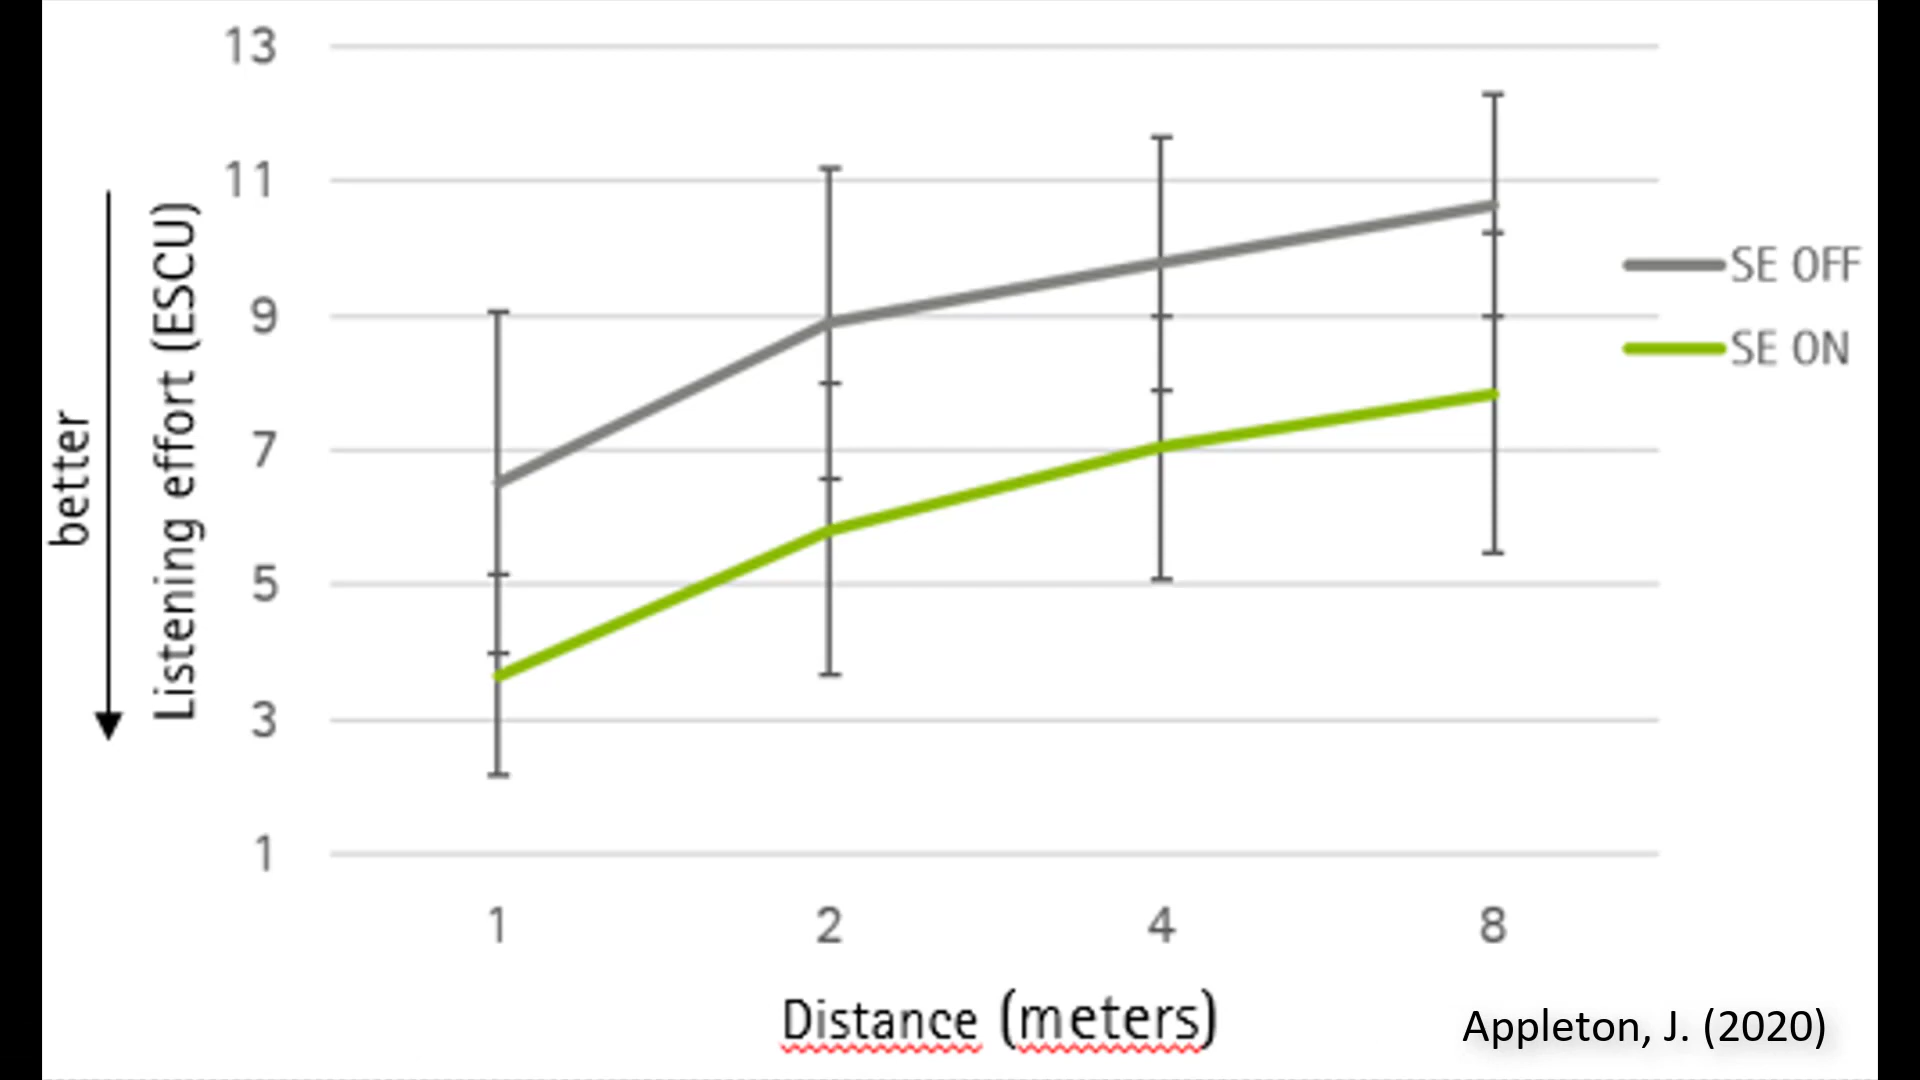 13
11
9
7
5
3
1
better
Listening effort (ESCU)
SE OFF
SE ON
1 2 4 8
Distance (meters)
Appleton, J. (2020)